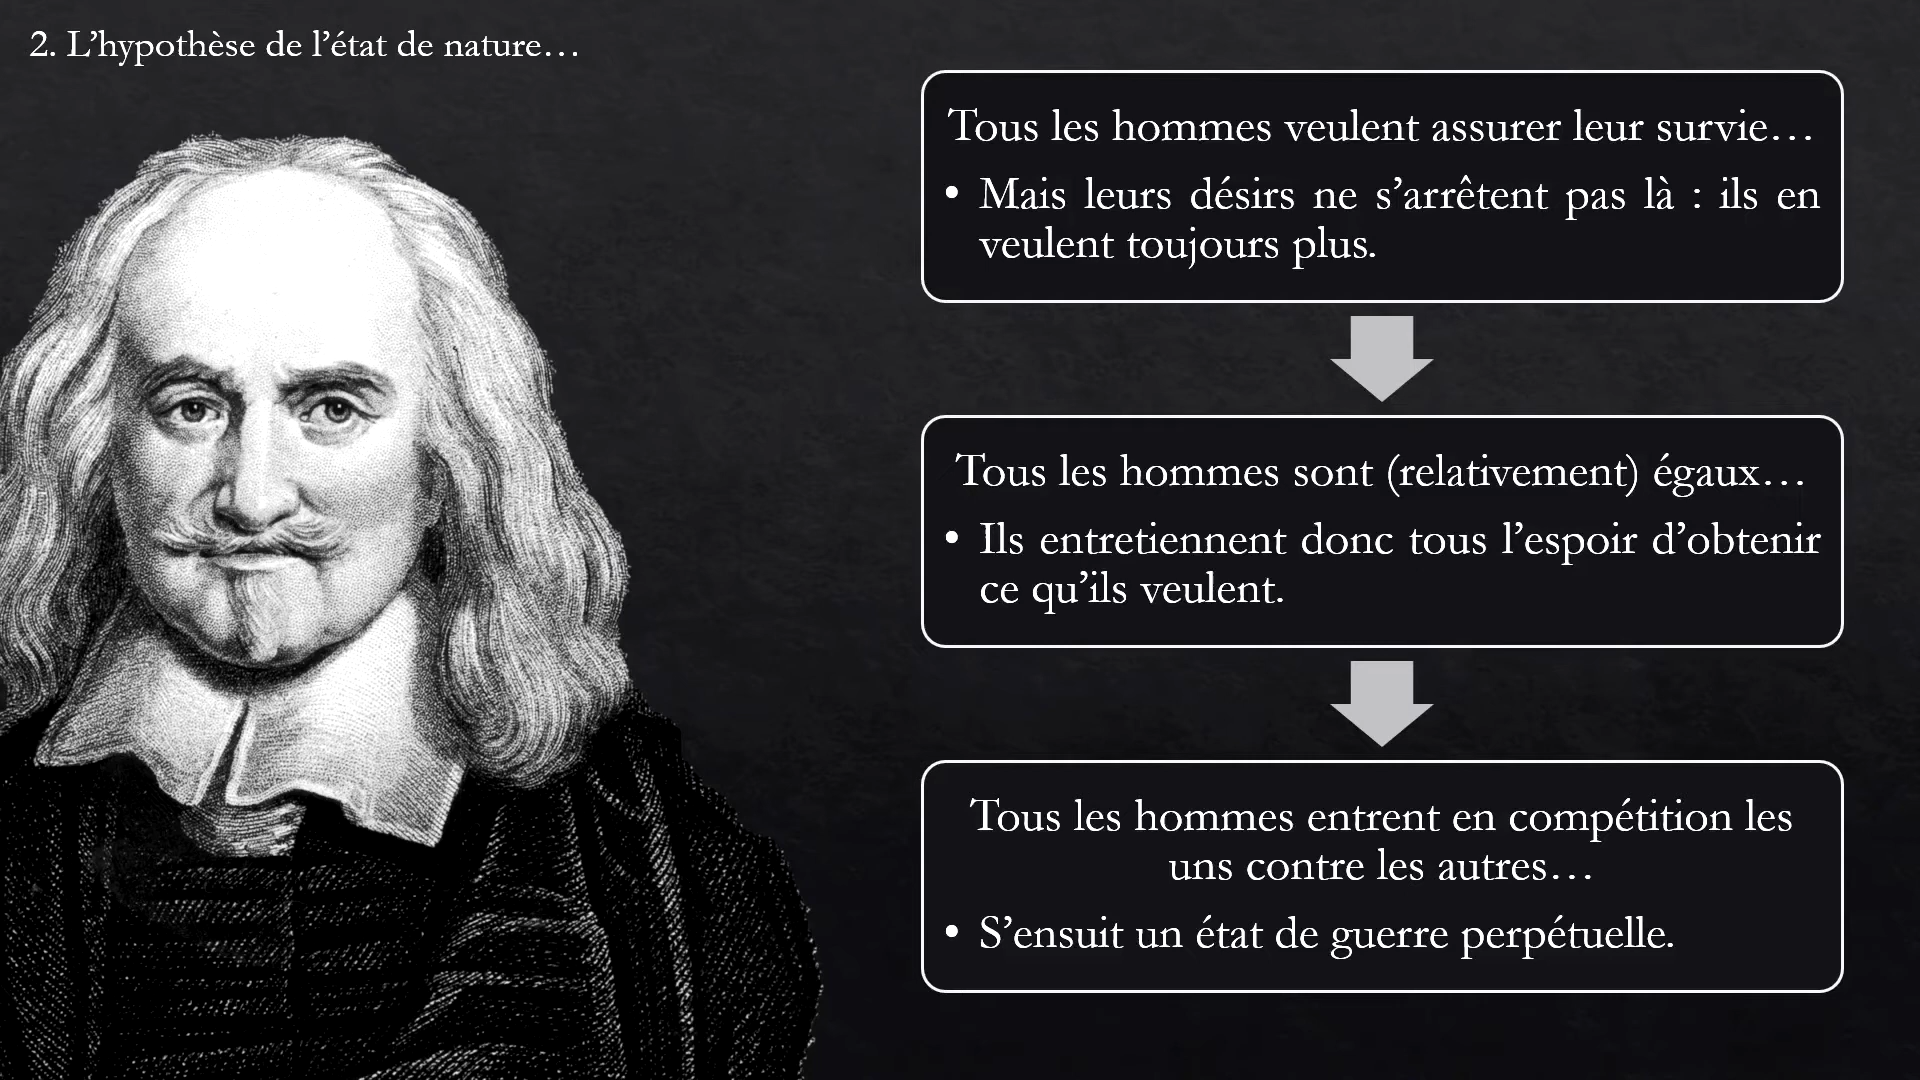 2. L’hypothèse de l’état de nature…
Tous les hommes veulent assurer leur survie…
• Mais leurs désirs ne s’arrêtent pas là : ils en
veulent toujours plus.
Tous les hommes sont (relativement) égaux…
• Ils entretiennent donc tous l’espoir d’obtenir
ce qu’ils veulent.
Tous les hommes entrent en compétition les
uns contre les autres…
• S’ensuit un état de guerre perpétuelle.